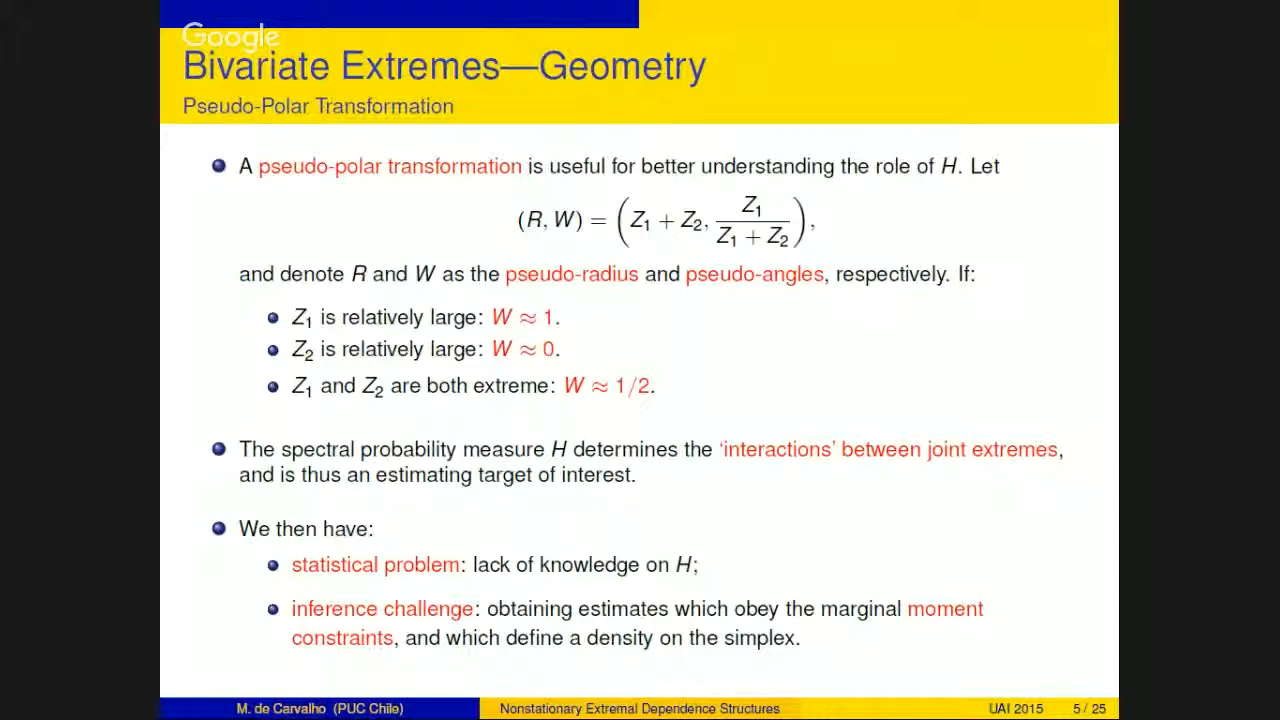 Google
Bivariate Extremes—Geometry
Pseudo-Polar Transformation
A pseudo-polar transformation is useful for better understanding the role of H. Let
(R, W) = (Z₁ + Z₂, Z₁ / (Z₁ + Z₂)),
and denote R and W as the pseudo-radius and pseudo-angles, respectively. If:
Z₁ is relatively large: W ≈ 1.
Z₂ is relatively large: W ≈ 0.
Z₁ and Z₂ are both extreme: W ≈ 1/2.
The spectral probability measure H determines the ‘interactions’ between joint extremes,
and is thus an estimating target of interest.
We then have:
statistical problem: lack of knowledge on H;
inference challenge: obtaining estimates which obey the marginal moment
constraints, and which define a density on the simplex.
M. de Carvalho (PUC Chile) Nonstationary Extremal Dependence Structures UAI 2015 5 / 25